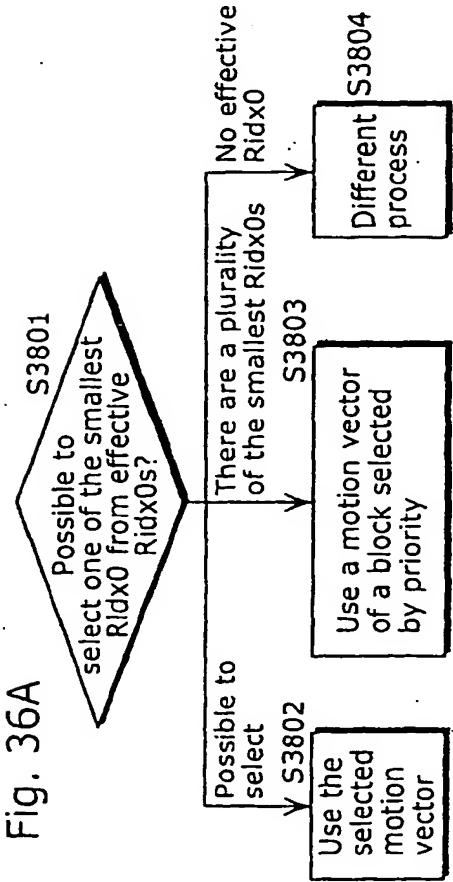 Fig. 36A
S3801
Possible to
select one of the smallest
RIdx0 from effective
RIdx0s?
Possible to
select
There are a plurality
of the smallest RIdx0s
No effective
RIdx0
S3802
Use the
selected
motion
vector
S3803
Use a motion vector
of a block selected
by priority
S3804
Different
process